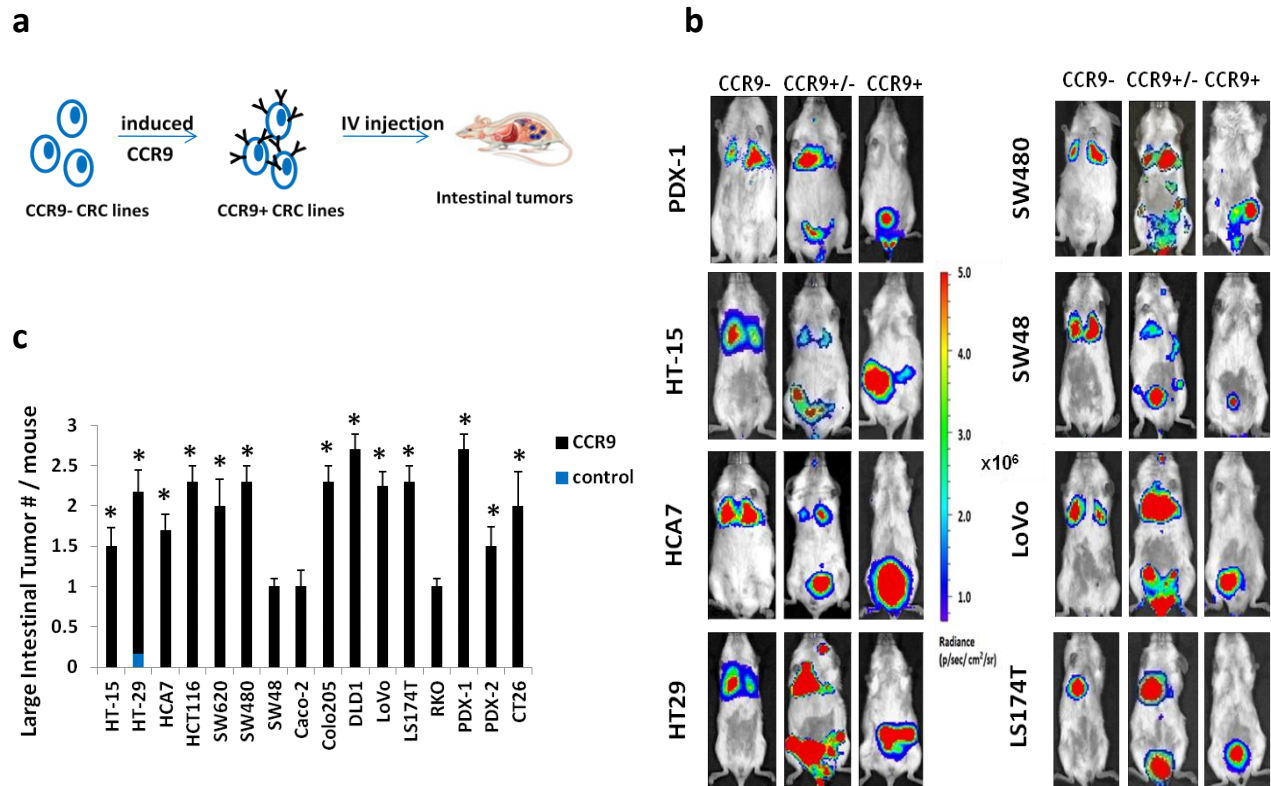 a
induced
CCR9
IV injection
CCR9- CRC lines
CCR9+ CRC lines
Intestinal tumors
b
CCR9- CCR9+/- CCR9+
CCR9- CCR9+/- CCR9+
PDX-1
SW480
HT-15
SW48
HCA7
LoVo
HT29
LS174T
5.0
4.0
3.0
x10⁶
2.0
1.0
Radiance
(p/sec/cm²/sr)
c
Large Intestinal Tumor # / mouse
3
2.5
2
1.5
1
0.5
0
* * * * * * * * * * * * *
CCR9
control
HT-15
HT-29
HCA7
HCT116
SW620
SW480
SW48
Caco-2
Colo205
DLD1
LoVo
LS174T
RKO
PDX-1
PDX-2
CT26